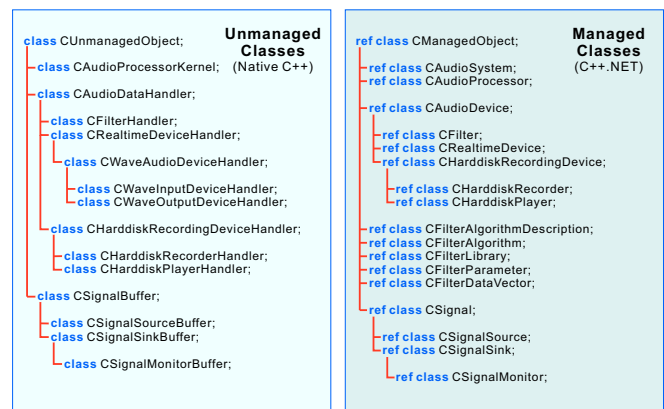 Unmanaged
Classes
(Native C++)
class CUnmanagedObject;
class CAudioProcessorKernel;
class CAudioDataHandler;
class CFilterHandler;
class CRealtimeDeviceHandler;
class CWaveAudioDeviceHandler;
class CWaveInputDeviceHandler;
class CWaveOutputDeviceHandler;
class CHarddiskRecordingDeviceHandler;
class CHarddiskRecorderHandler;
class CHarddiskPlayerHandler;
class CSignalBuffer;
class CSignalSourceBuffer;
class CSignalSinkBuffer;
class CSignalMonitorBuffer;
Managed
Classes
(C++.NET)
ref class CManagedObject;
ref class CAudioSystem;
ref class CAudioProcessor;
ref class CAudioDevice;
ref class CFilter;
ref class CRealtimeDevice;
ref class CHarddiskRecordingDevice;
ref class CHarddiskRecorder;
ref class CHarddiskPlayer;
ref class CFilterAlgorithmDescription;
ref class CFilterAlgorithm;
ref class CFilterLibrary;
ref class CFilterParameter;
ref class CFilterDataVector;
ref class CSignal;
ref class CSignalSource;
ref class CSignalSink;
ref class CSignalMonitor;